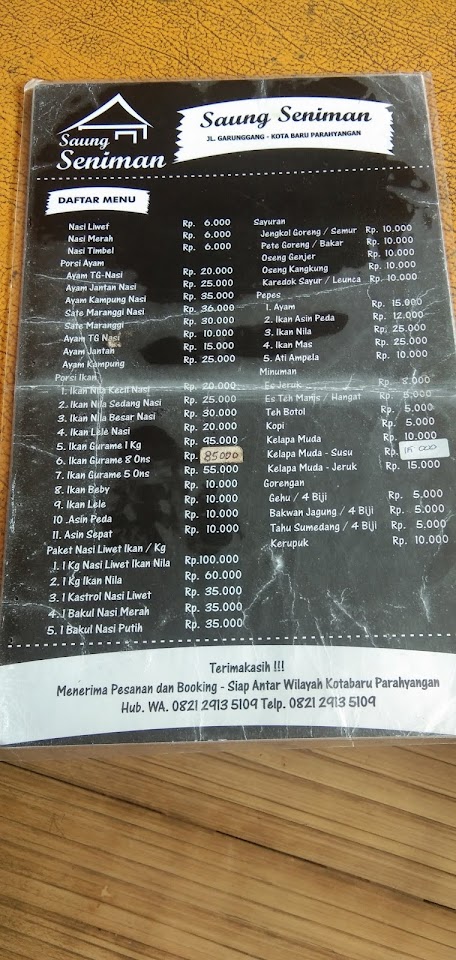 Saung
Seniman
Saung Seniman
JL. GARUNGGANG - KOTA BARU PARAHYANGAN
DAFTAR MENU
Nasi Liwet Rp. 6.000
Nasi Merah Rp. 6.000
Nasi Timbel Rp. 6.000
Porsi Ayam
Ayam TG-Nasi Rp. 20.000
Ayam Jantan Nasi Rp. 25.000
Ayam Kampung Nasi Rp. 35.000
Sate Maranggi Nasi Rp. 36.000
Sate Maranggi Rp. 30.000
Ayam TG Nasi Rp. 10.000
Ayam Jantan Rp. 15.000
Ayam Kampung Rp. 25.000
Porsi Ikan
1. Ikan Nila Kecil Nasi Rp. 20.000
2. Ikan Nila Sedang Nasi Rp. 25.000
3. Ikan Nila Besar Nasi Rp. 30.000
4. Ikan Lele Nasi Rp. 20.000
5. Ikan Gurame 1 Kg Rp. 95.000
6. Ikan Gurame 8 Ons Rp. 85000
7. Ikan Gurame 5 Ons Rp. 55.000
8. Ikan Beby Rp. 10.000
9. Ikan Lele Rp. 10.000
10. Asin Peda Rp. 10.000
11. Asin Sepat Rp. 10.000
Paket Nasi Liwet Ikan / Kg
1. 1 Kg Nasi Liwet Ikan Nila Rp.100.000
2. 1 Kg Ikan Nila Rp. 60.000
3. 1 Kastrol Nasi Liwet Rp. 35.000
4. 1 Bakul Nasi Merah Rp. 35.000
5. 1 Bakul Nasi Putih Rp. 35.000
Sayuran
Jengkol Goreng / Semur Rp. 10.000
Pete Goreng / Bakar Rp. 10.000
Oseng Genjer Rp. 10.000
Oseng Kangkung Rp. 10.000
Karedok Sayur / Leunca Rp. 10.000
Pepes
1. Ayam Rp. 15.000
2. Ikan Asin Peda Rp. 12.000
3. Ikan Nila Rp. 25.000
4. Ikan Mas Rp. 25.000
5. Ati Ampela Rp. 10.000
Minuman
Es Jeruk Rp. 8.000
Es Teh Manis / Hangat Rp. 5.000
Teh Botol Rp. 5.000
Kopi Rp. 5.000
Kelapa Muda Rp. 10.000
Kelapa Muda - Susu Rp. 15 000
Kelapa Muda - Jeruk Rp. 15.000
Gorengan
Gehu / 4 Biji Rp. 5.000
Bakwan Jagung / 4 Biji Rp. 5.000
Tahu Sumedang / 4 Biji Rp. 5.000
Kerupuk Rp. 10.000
Terimakasih !!!
Menerima Pesanan dan Booking - Siap Antar Wilayah Kotabaru Parahyangan
Hub. WA. 0821 2913 5109 Telp. 0821 2913 5109